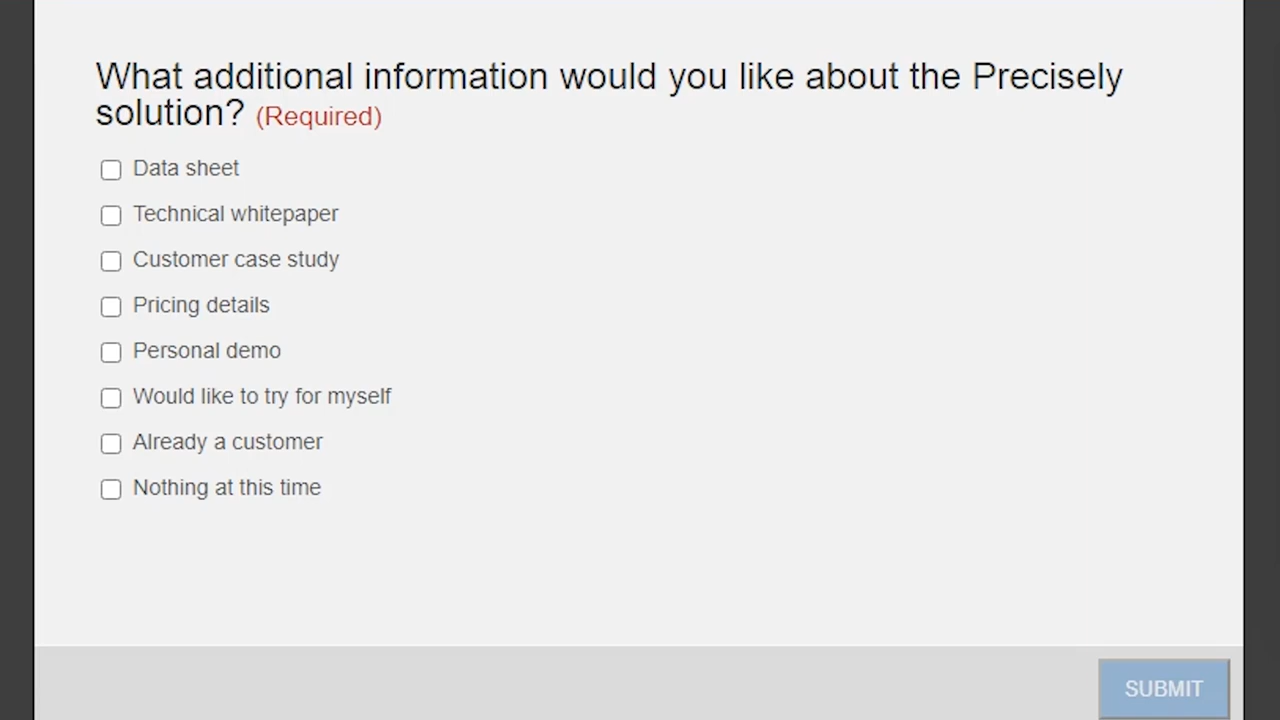 What additional information would you like about the Precisely
solution? (Required)
Data sheet
Technical whitepaper
Customer case study
Pricing details
Personal demo
Would like to try for myself
Already a customer
Nothing at this time
SUBMIT